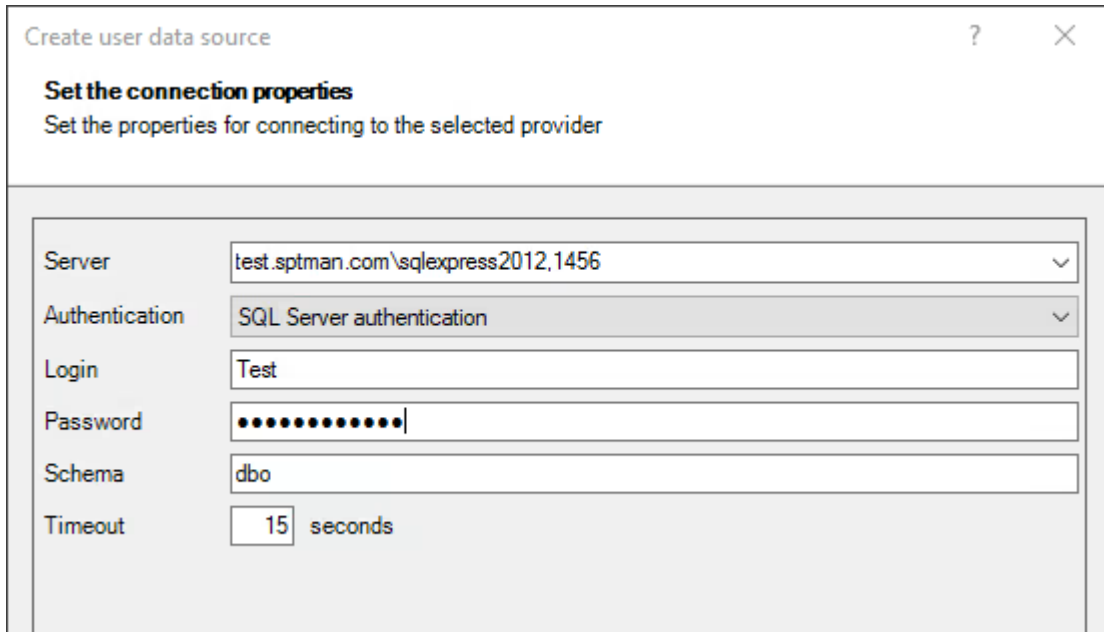 Create user data source
Set the connection properties
Set the properties for connecting to the selected provider
Server test.sptman.com\sqlexpress2012,1456
Authentication SQL Server authentication
Login Test
Password ●●●●●●●●●●●●
Schema dbo
Timeout 15 seconds